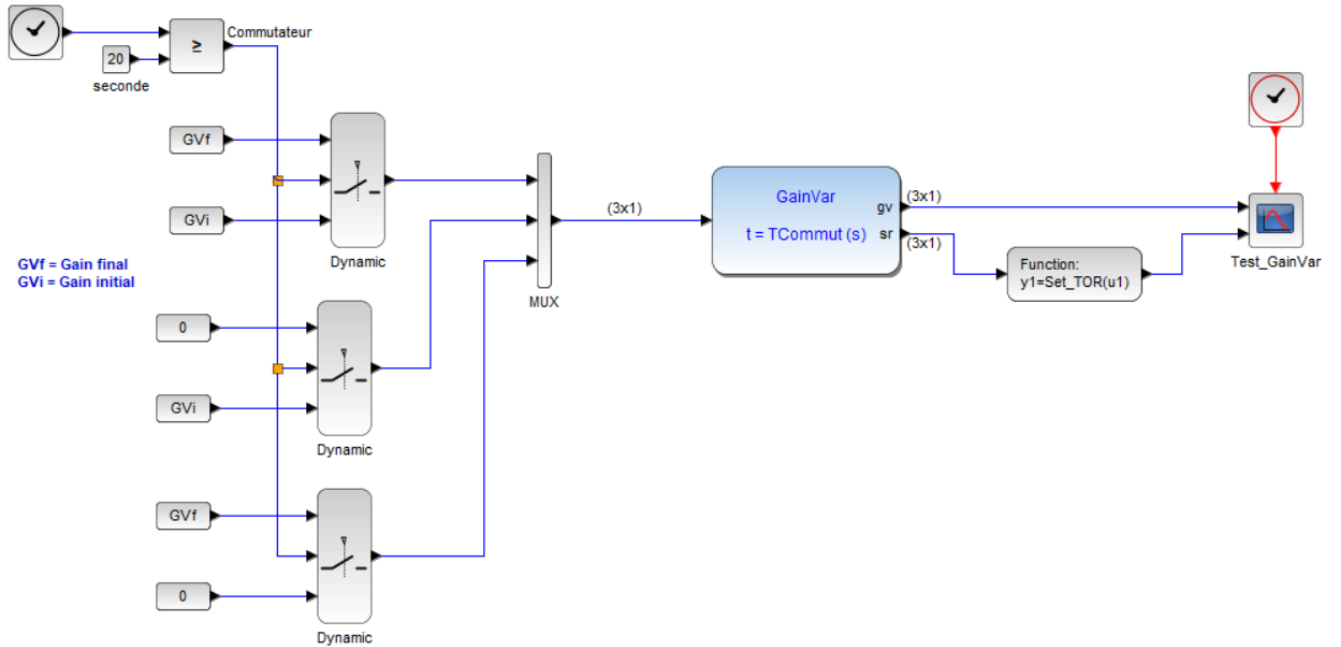 Commutateur
≥
20
seconde
GVf
GVi
Dynamic
GVf = Gain final
GVi = Gain initial
0
GVi
Dynamic
GVf
0
Dynamic
MUX
(3x1)
GainVar
t = TCommut (s)
gv
sr
(3x1)
(3x1)
Function:
y1=Set_TOR(u1)
Test_GainVar